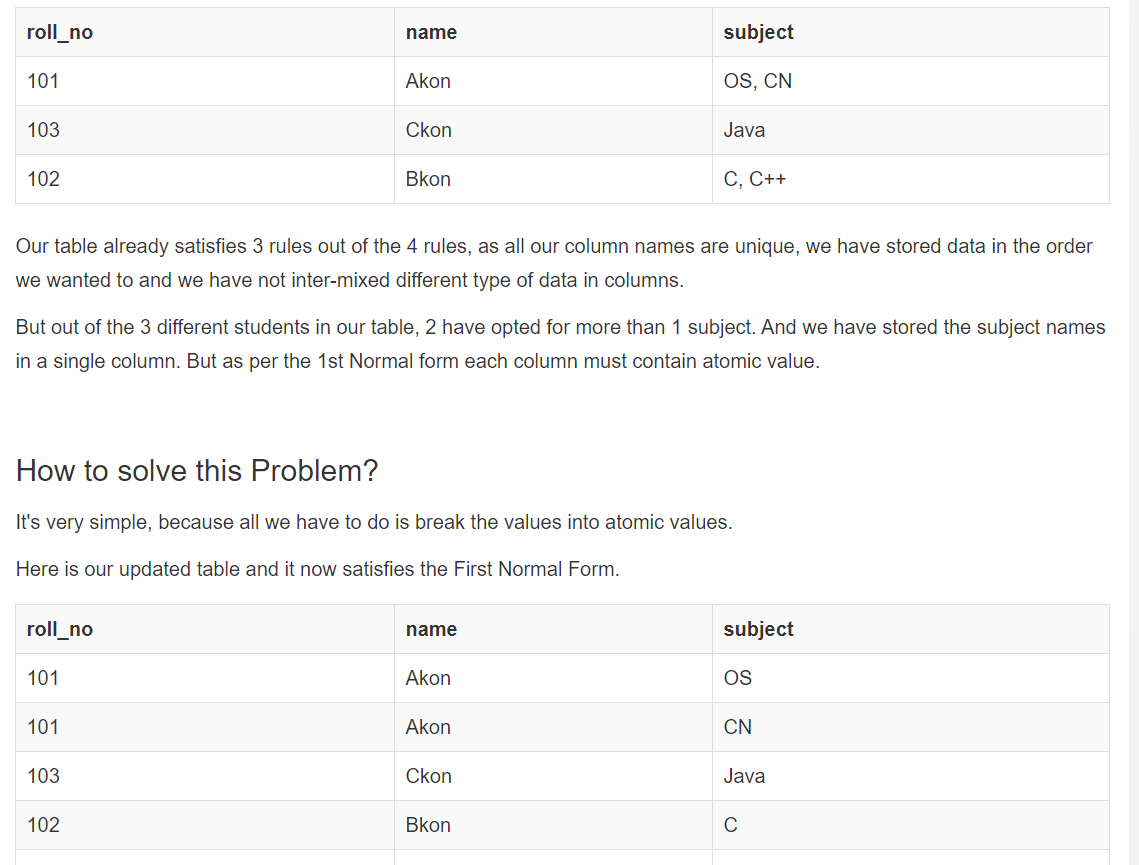 roll_no name subject
101 Akon OS, CN
103 Ckon Java
102 Bkon C, C++
Our table already satisfies 3 rules out of the 4 rules, as all our column names are unique, we have stored data in the order
we wanted to and we have not inter-mixed different type of data in columns.
But out of the 3 different students in our table, 2 have opted for more than 1 subject. And we have stored the subject names
in a single column. But as per the 1st Normal form each column must contain atomic value.
How to solve this Problem?
It's very simple, because all we have to do is break the values into atomic values.
Here is our updated table and it now satisfies the First Normal Form.
roll_no name subject
101 Akon OS
101 Akon CN
103 Ckon Java
102 Bkon C